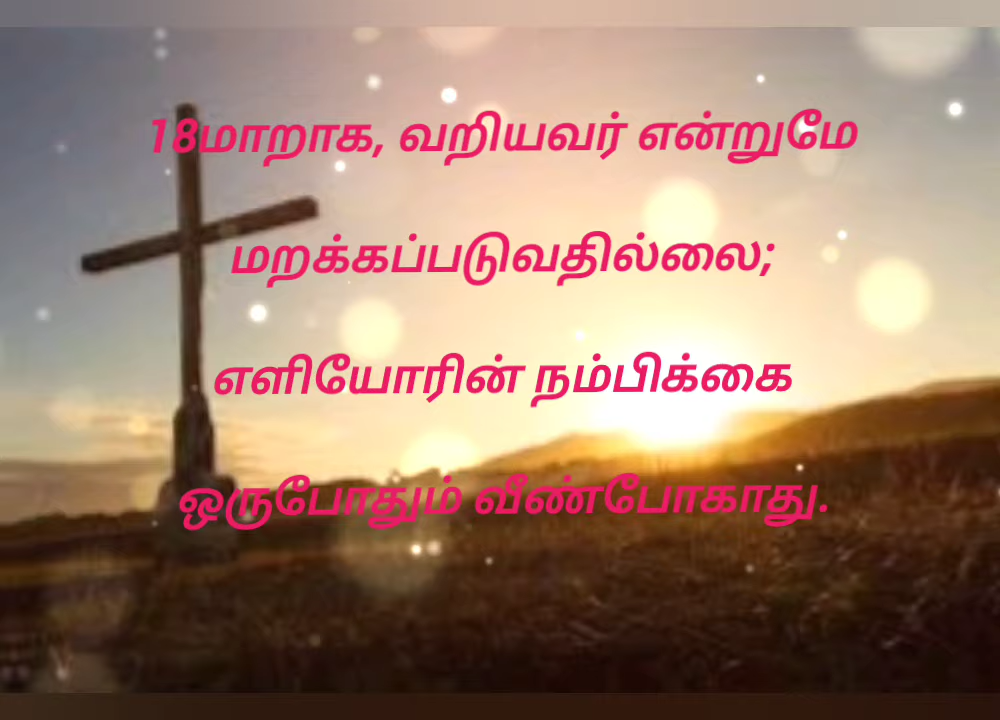 18மாறாக, வறியவர் என்றுமே
மறக்கப்படுவதில்லை;
எளியோரின் நம்பிக்கை
ஒருபோதும் வீண்போகாது.